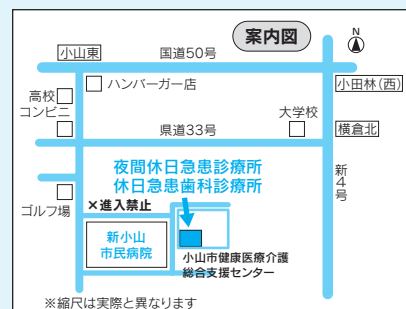 案内図
N
小山東
国道50号
小田林(西)
ハンバーガー店
高校
コンビニ
大学校
県道33号
横倉北
夜間休日急患診療所
休日急患歯科診療所
新4号
ゴルフ場
×進入禁止
新小山
市民病院
小山市健康医療介護
総合支援センター
※縮尺は実際と異なります